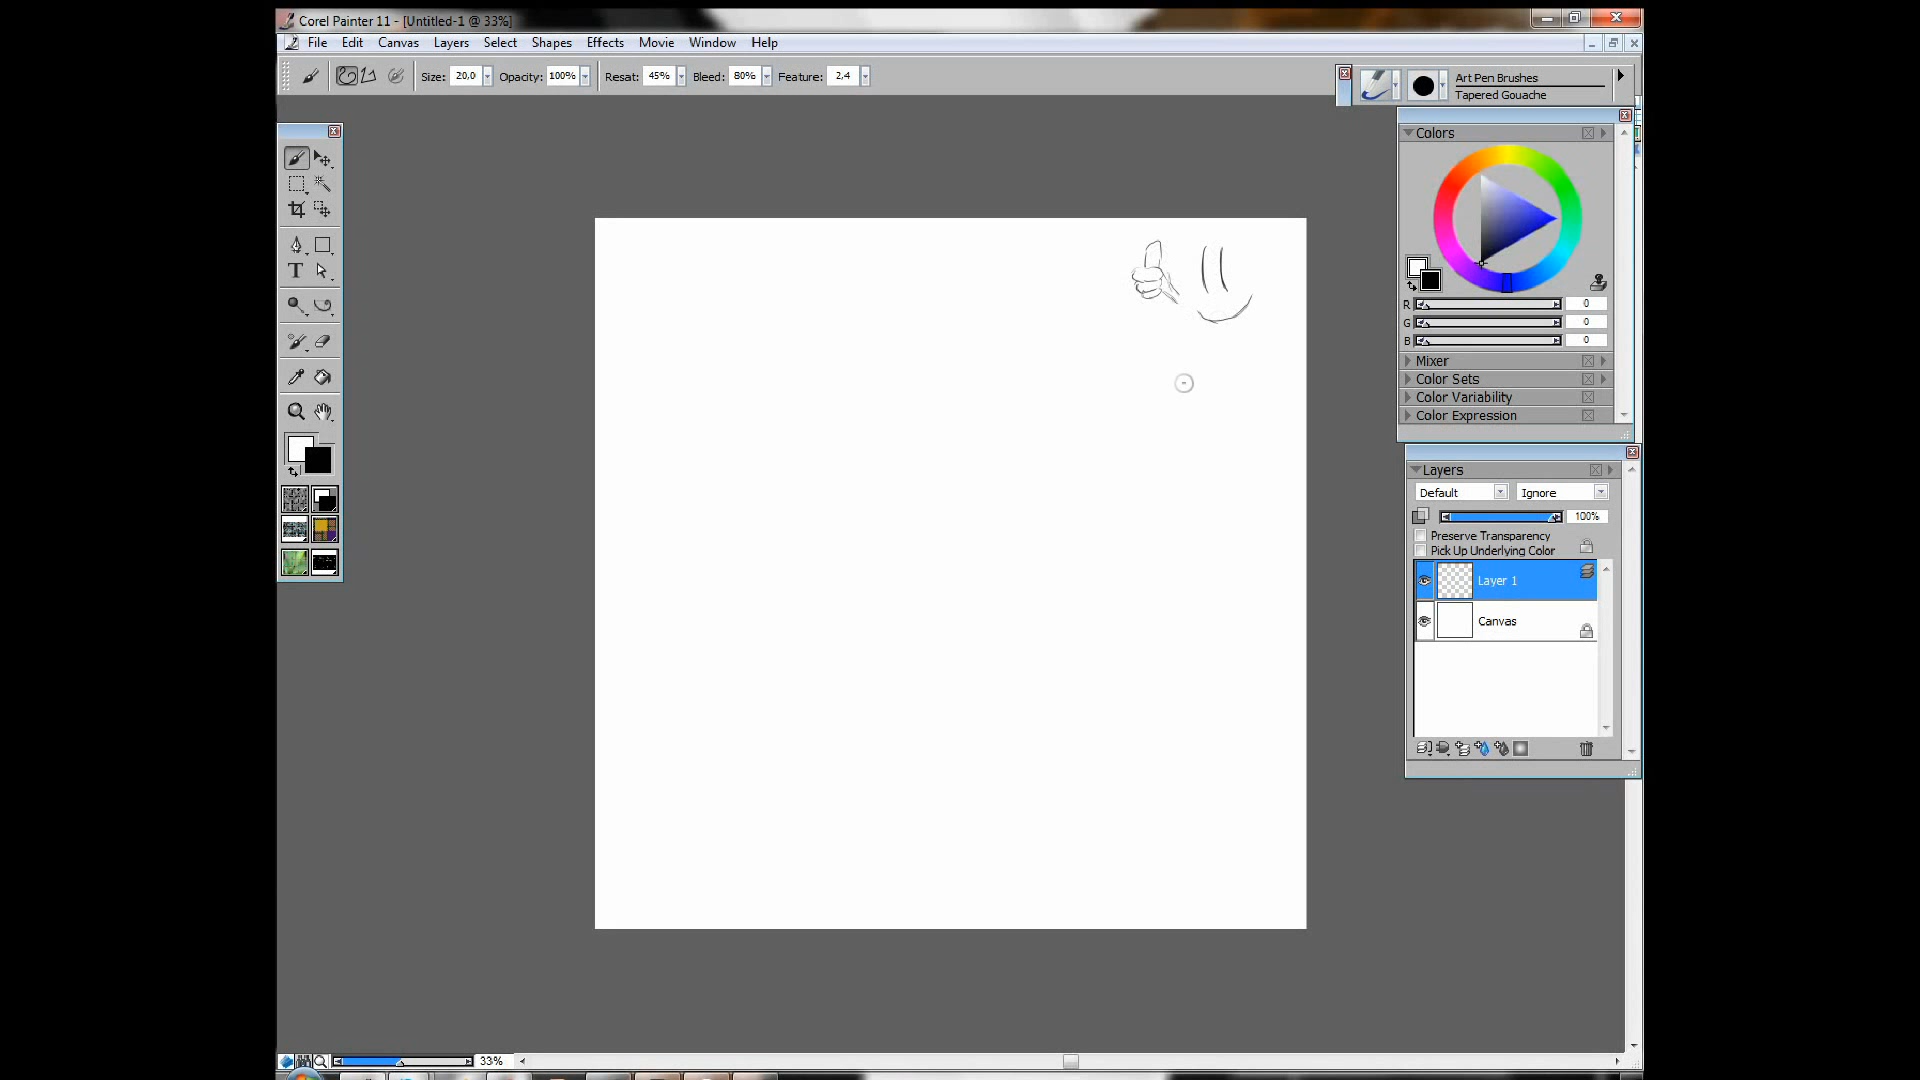 Corel Painter 11 - [Untitled-1 @ 33%]
File Edit Canvas Layers Select Shapes Effects Movie Window Help
Size: 20,0 Opacity: 100% Resat: 45% Bleed: 80% Feature: 2,4
Art Pen Brushes
Tapered Gouache
Colors
R 0
G 0
B 0
Mixer
Color Sets
Color Variability
Color Expression
Layers
Default Ignore
100%
Preserve Transparency
Pick Up Underlying Color
Layer 1
Canvas
T
33%